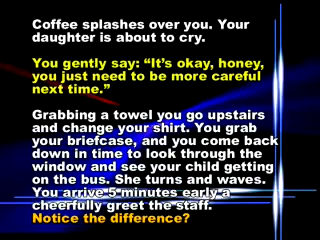 Coffee splashes over you. Your
daughter is about to cry.
You gently say: “It’s okay, honey,
you just need to be more careful
next time.”
Grabbing a towel you go upstairs
and change your shirt. You grab
your briefcase, and you come back
down in time to look through the
window and see your child getting
on the bus. She turns and waves.
You arrive 5 minutes early a
cheerfully greet the staff.
Notice the difference?